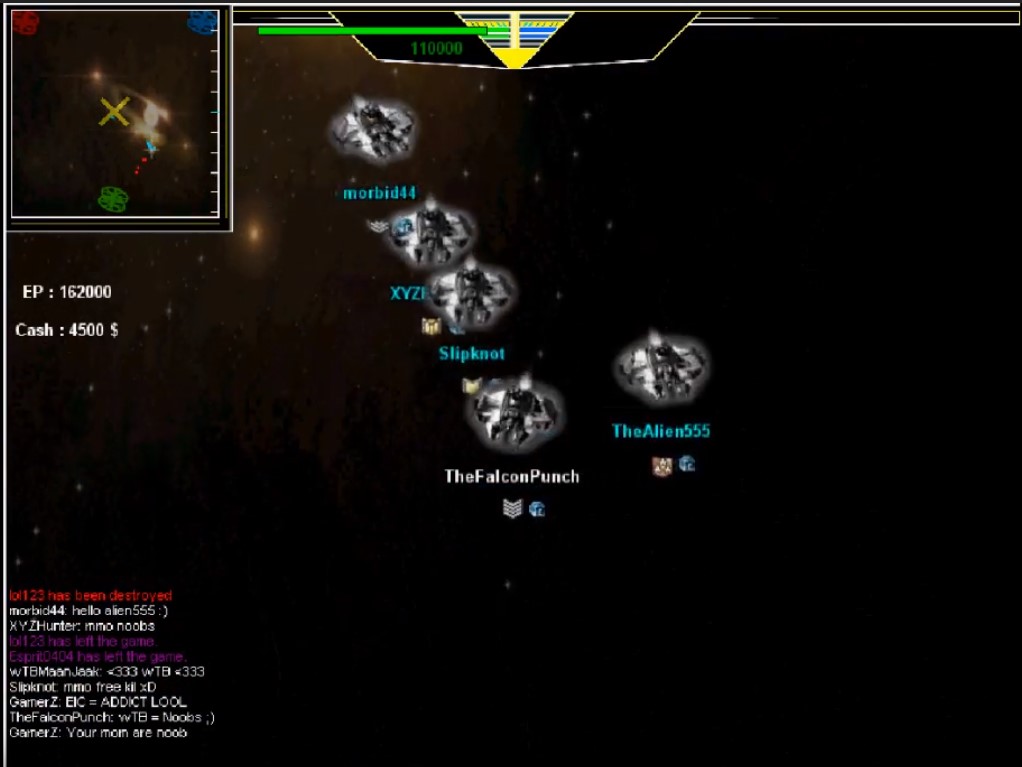 110000
morbid44
EP : 162000
XYZH
Cash : 4500 $
Slipknot
TheAlien555
TheFalconPunch
lol123 has been destroyed
morbid44: hello alien555 :)
XYZHunter: mmo noobs
lol123 has left the game.
Esprit0404 has left the game.
wTBMaanJaak: <333 wTB <333
Slipknot: mmo free kil xD
GamerZ: EIC = ADDICT LOOL
TheFalconPunch: wTB = Noobs ;)
GamerZ: Your mom are noob